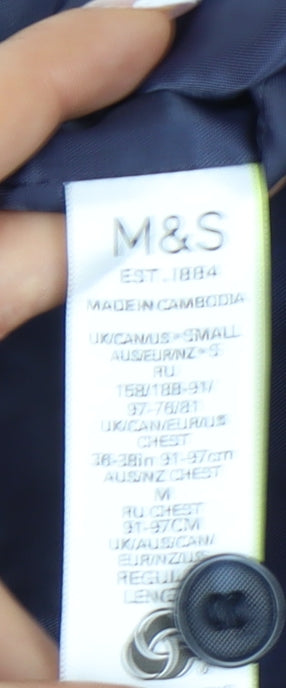 M&S
EST.1884
MADE IN CAMBODIA
UK/CAN/US - SMALL
AUS/EUR/NZ - S
RU
158/188-91/
97-76/81
UK/CAN/EUR/US
CHEST
36-38in 91-97cm
AUS/NZ CHEST
M
RU CHEST
91-97CM
UK/AUS/CAN/
EUR/NZ/US